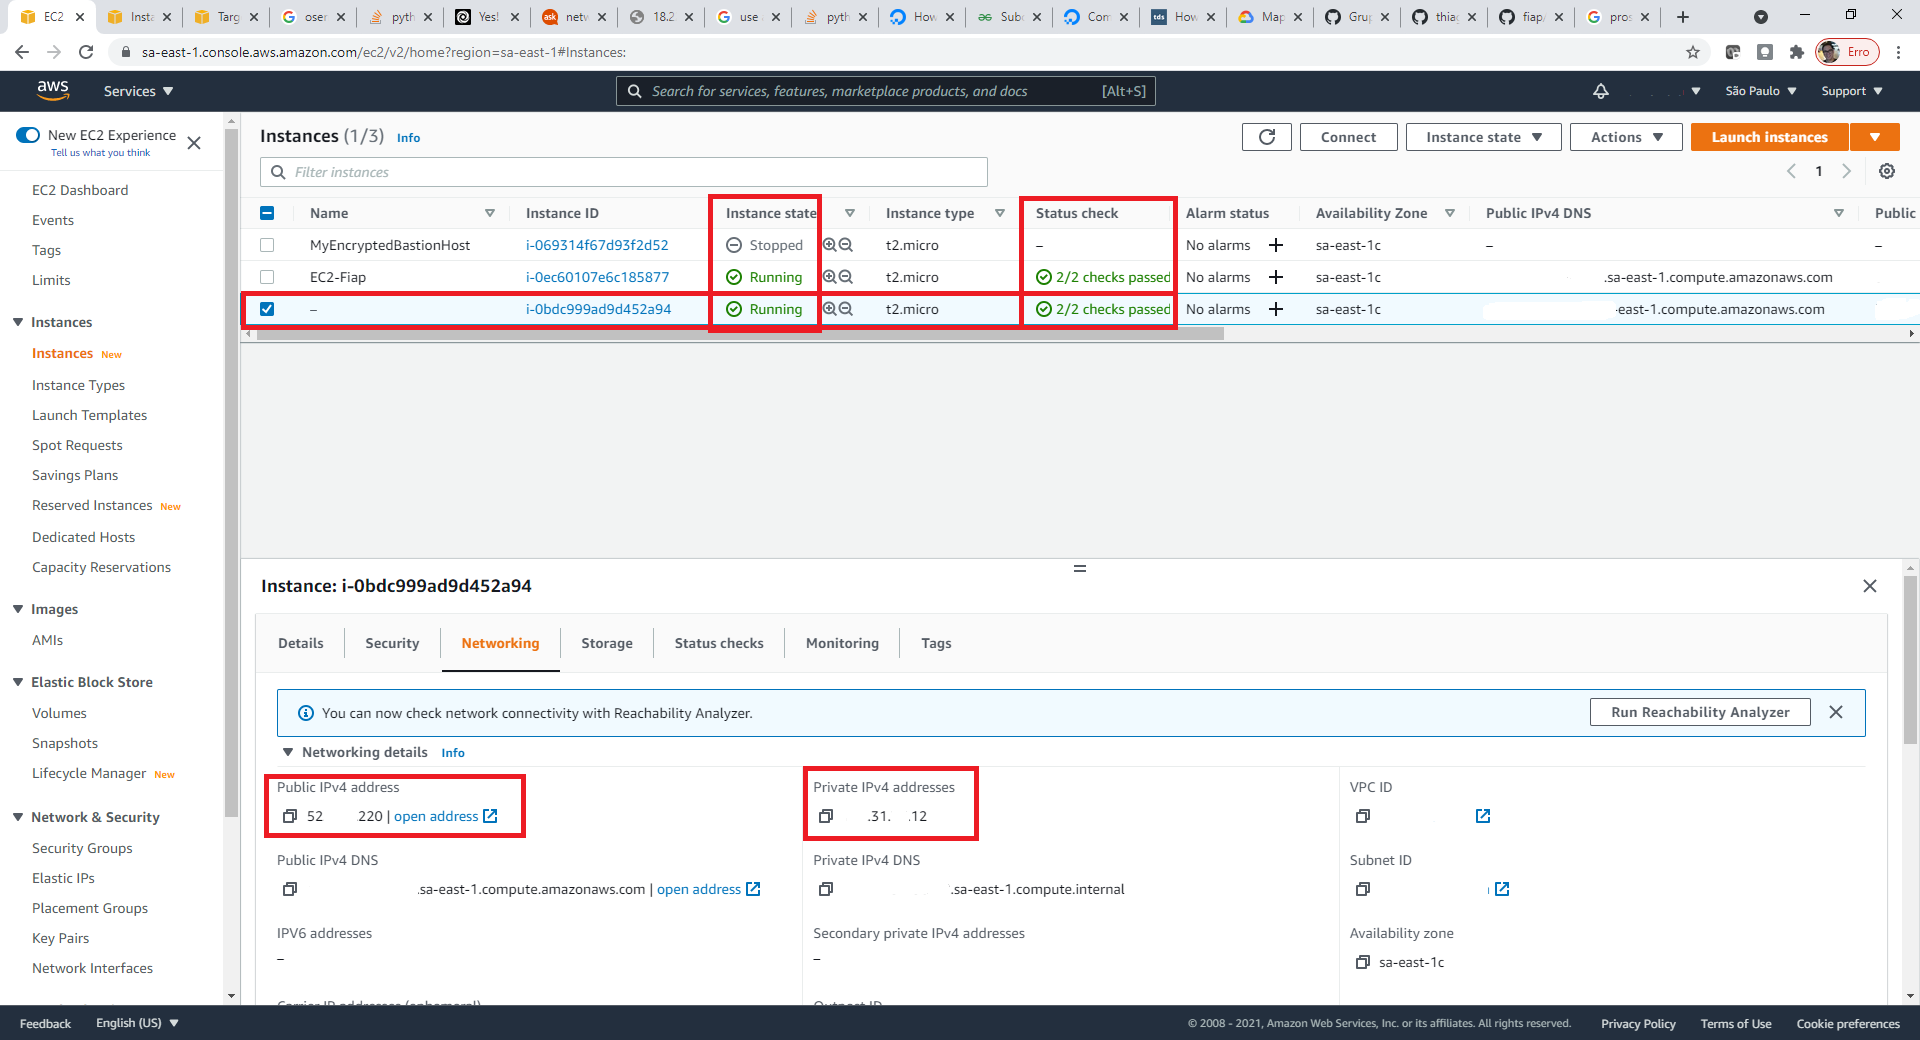 EC2
Insta
Targ
oser
pyth
Yes!
netw
18.2
use
pyth
How
Subn
Com
How
Map
Grup
thia
fiap/
pros
sa-east-1.console.aws.amazon.com/ec2/v2/home?region=sa-east-1#Instances:
Erro
aws
Services
Search for services, features, marketplace products, and docs
[Alt+S]
São Paulo
Support
New EC2 Experience
Tell us what you think
EC2 Dashboard
Events
Tags
Limits
Instances
Instances New
Instance Types
Launch Templates
Spot Requests
Savings Plans
Reserved Instances New
Dedicated Hosts
Capacity Reservations
Images
AMIs
Elastic Block Store
Volumes
Snapshots
Lifecycle Manager New
Network & Security
Security Groups
Elastic IPs
Placement Groups
Key Pairs
Network Interfaces
Instances (1/3) Info
Connect
Instance state
Actions
Launch instances
Filter instances
1
Name Instance ID Instance state Instance type Status check Alarm status Availability Zone Public IPv4 DNS Public
MyEncryptedBastionHost i-069314f67d93f2d52 Stopped t2.micro – No alarms + sa-east-1c – –
EC2-Fiap i-0ec60107e6c185877 Running t2.micro 2/2 checks passed No alarms + sa-east-1c .sa-east-1.compute.amazonaws.com
– i-0bdc999ad9d452a94 Running t2.micro 2/2 checks passed No alarms + sa-east-1c -east-1.compute.amazonaws.com
Instance: i-0bdc999ad9d452a94
Details
Security
Networking
Storage
Status checks
Monitoring
Tags
You can now check network connectivity with Reachability Analyzer.
Run Reachability Analyzer
Networking details Info
Public IPv4 address
52 220 | open address
Private IPv4 addresses
.31. .12
VPC ID
Public IPv4 DNS
.sa-east-1.compute.amazonaws.com | open address
Private IPv4 DNS
.sa-east-1.compute.internal
Subnet ID
IPV6 addresses
–
Secondary private IPv4 addresses
–
Availability zone
sa-east-1c
Carrier IP addresses (ephemeral)
Outpost ID
Feedback
English (US)
© 2008 - 2021, Amazon Web Services, Inc. or its affiliates. All rights reserved.
Privacy Policy
Terms of Use
Cookie preferences